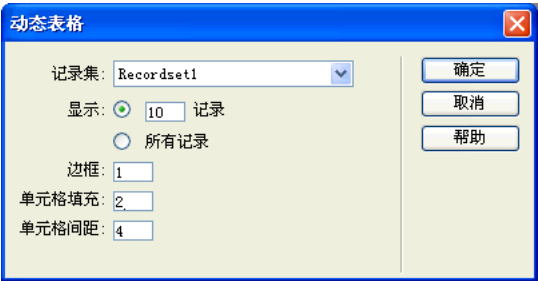 动态表格
记录集: Recordset1
确定
显示: 10 记录
取消
所有记录
帮助
边框: 1
单元格填充: 2
单元格间距: 4